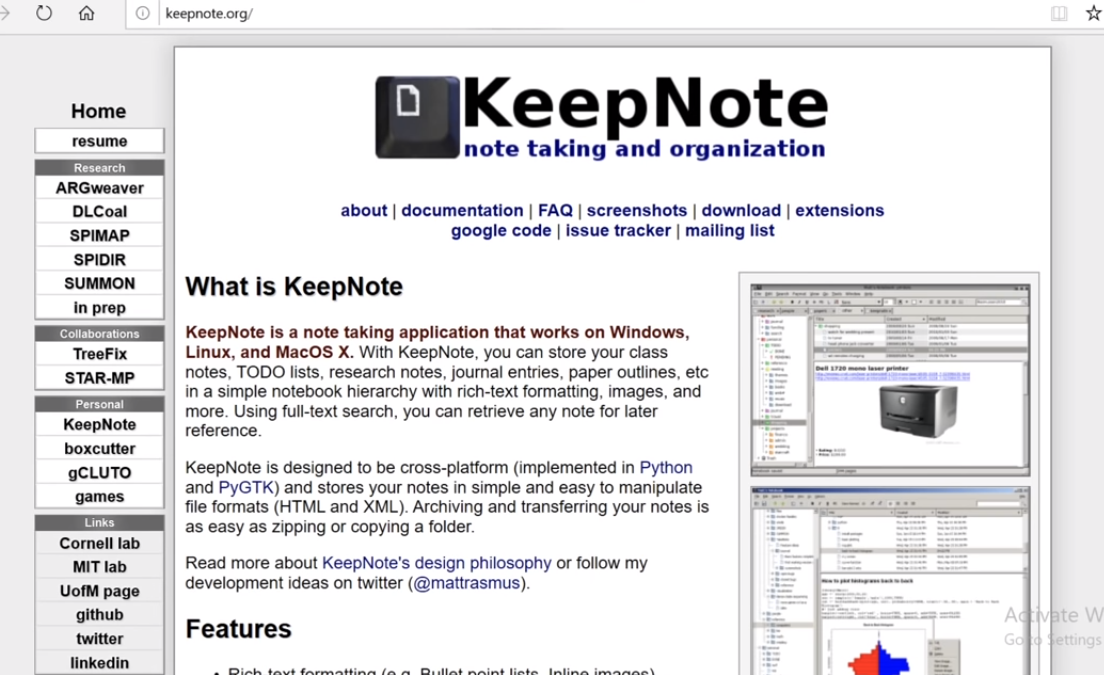 keepnote.org/
Home
resume
Research
ARGweaver
DLCoal
SPIMAP
SPIDIR
SUMMON
in prep
Collaborations
TreeFix
STAR-MP
Personal
KeepNote
boxcutter
gCLUTO
games
Links
Cornell lab
MIT lab
UofM page
github
twitter
linkedin
KeepNote
note taking and organization
about | documentation | FAQ | screenshots | download | extensions
google code | issue tracker | mailing list
What is KeepNote
KeepNote is a note taking application that works on Windows,
Linux, and MacOS X. With KeepNote, you can store your class
notes, TODO lists, research notes, journal entries, paper outlines, etc
in a simple notebook hierarchy with rich-text formatting, images, and
more. Using full-text search, you can retrieve any note for later
reference.
KeepNote is designed to be cross-platform (implemented in Python
and PyGTK) and stores your notes in simple and easy to manipulate
file formats (HTML and XML). Archiving and transferring your notes is
as easy as zipping or copying a folder.
Read more about KeepNote's design philosophy or follow my
development ideas on twitter (@mattrasmus).
Features
• Rich-text formatting (e.g. Bullet point lists, Inline images)
Dell 1720 mono laser printer
How to plot histograms back to back
Activate W
Go to Settings